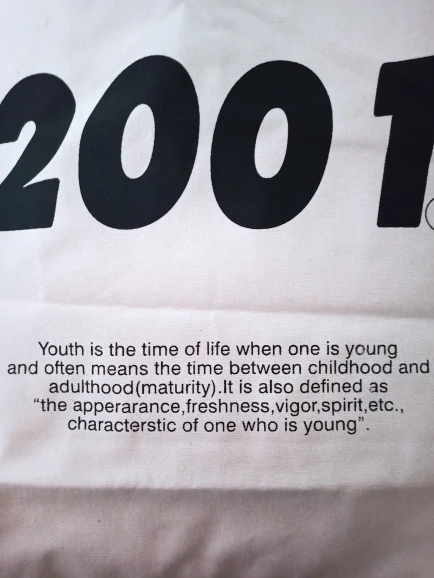 2001
Youth is the time of life when one is young
and often means the time between childhood and
adulthood(maturity).It is also defined as
“the apperarance,freshness,vigor,spirit,etc.,
characterstic of one who is young”.